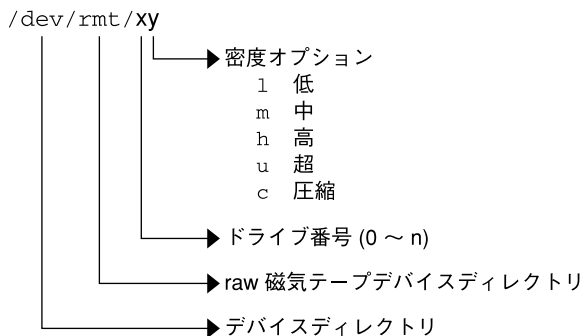 /dev/rmt/xy
密度オプション
l 低
m 中
h 高
u 超
c 圧縮
ドライブ番号 (0 ～ n)
raw 磁気テープデバイスディレクトリ
デバイスディレクトリ